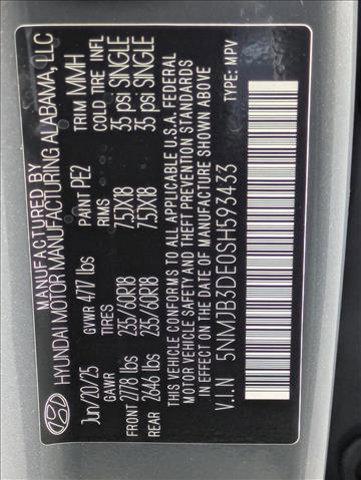 MANUFACTURED BY
HYUNDAI MOTOR MANUFACTURING ALABAMA, LLC
Jun/20/25 PAINT PE2 TRIM MMH
GVWR 4717 lbs
GAWR TIRES RIMS COLD TIRE INFL
FRONT 2778 lbs 235/60R18 7.5JX18 35 psi SINGLE
REAR 2646 lbs 235/60R18 7.5JX18 35 psi SINGLE
THIS VEHICLE CONFORMS TO ALL APPLICABLE U.S.A. FEDERAL
MOTOR VEHICLE SAFETY AND THEFT PREVENTION STANDARDS
IN EFFECT ON THE DATE OF MANUFACTURE SHOWN ABOVE
V.I.N 5NMJB3DE0SH593433 TYPE: MPV